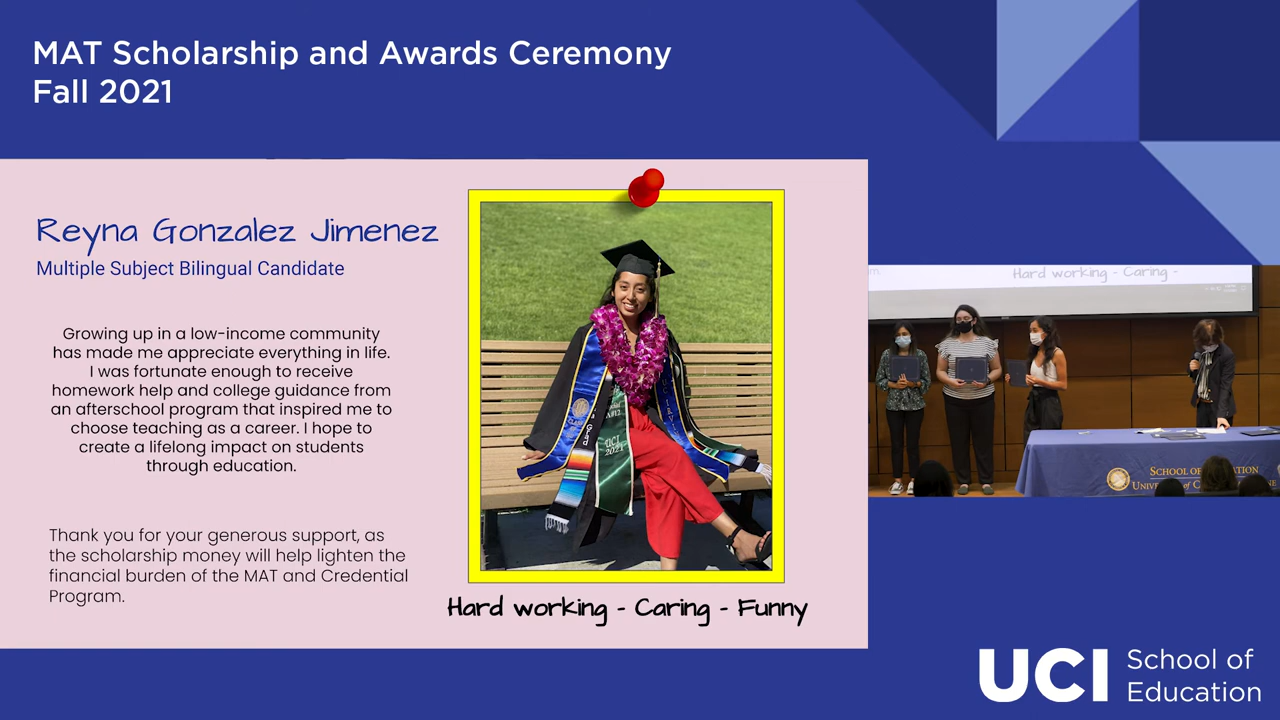 MAT Scholarship and Awards Ceremony
Fall 2021
Reyna Gonzalez Jimenez
Multiple Subject Bilingual Candidate
Growing up in a low-income community
has made me appreciate everything in life.
I was fortunate enough to receive
homework help and college guidance from
an afterschool program that inspired me to
choose teaching as a career. I hope to
create a lifelong impact on students
through education.
Thank you for your generous support, as
the scholarship money will help lighten the
financial burden of the MAT and Credential
Program.
UCI
2021
Hard working - Caring - Funny
Hard working - Caring -
SCHOOL OF
UCI School of
Education